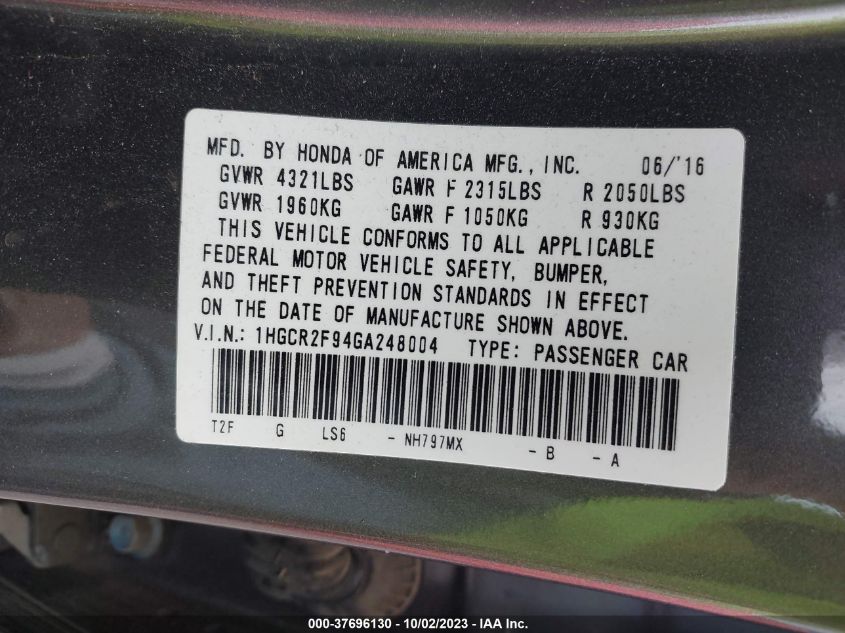 MFD. BY HONDA OF AMERICA MFG., INC. 06/'16
GVWR 4321LBS GAWR F 2315LBS R 2050LBS
GVWR 1960KG GAWR F 1050KG R 930KG
THIS VEHICLE CONFORMS TO ALL APPLICABLE
FEDERAL MOTOR VEHICLE SAFETY, BUMPER,
AND THEFT PREVENTION STANDARDS IN EFFECT
ON THE DATE OF MANUFACTURE SHOWN ABOVE.
V.I.N.: 1HGCR2F94GA248004 TYPE: PASSENGER CAR
T2F G LS6 - NH797MX - B - A
000-37696130 - 10/02/2023 - IAA Inc.